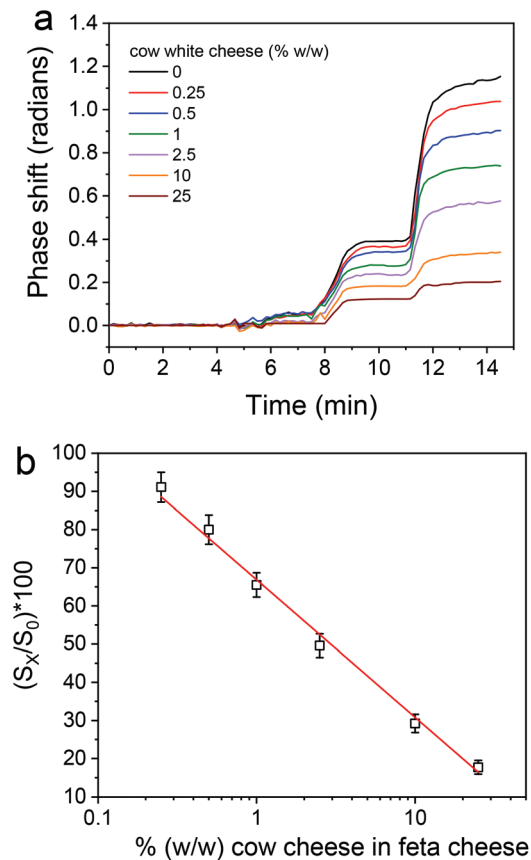 a
cow white cheese (% w/w)
0
0.25
0.5
1
2.5
10
25
Phase shift (radians)
1.4
1.2
1.0
0.8
0.6
0.4
0.2
0.0
0 2 4 6 8 10 12 14
Time (min)
b
(S_X/S_0)*100
100
90
80
70
60
50
40
30
20
10
0.1 1 10
% (w/w) cow cheese in feta cheese